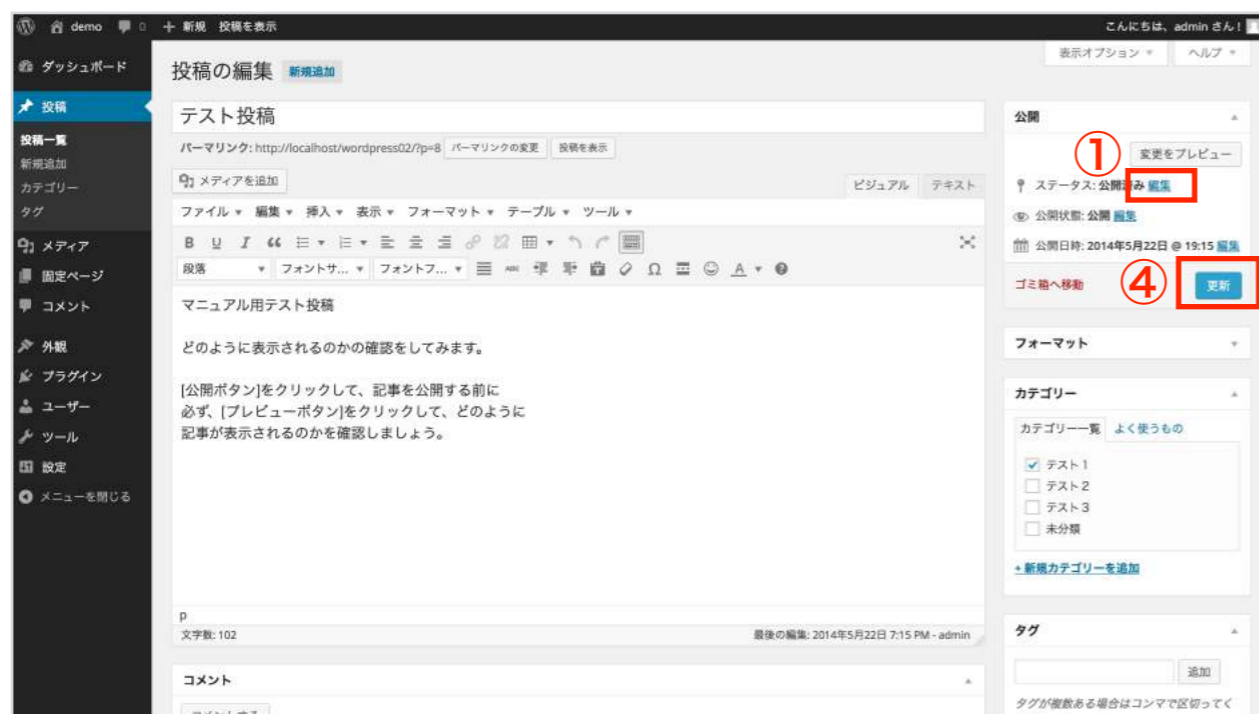 demo 0 + 新規 投稿を表示 こんにちは、admin さん!
表示オプション ヘルプ
ダッシュボード
投稿
投稿一覧
新規追加
カテゴリー
タグ
メディア
固定ページ
コメント
外観
プラグイン
ユーザー
ツール
設定
メニューを閉じる
投稿の編集 新規追加
テスト投稿
パーマリンク: http://localhost/wordpress02/?p=8 パーマリンクの変更 投稿を表示
メディアを追加
ビジュアル テキスト
ファイル 編集 挿入 表示 フォーマット テーブル ツール
B U I
段落 フォントサ... フォントフ... ABC Ω A
マニュアル用テスト投稿
どのように表示されるのかの確認をしてみます。
[公開ボタン]をクリックして、記事を公開する前に
必ず、[プレビューボタン]をクリックして、どのように
記事が表示されるのかを確認しましょう。
p
文字数: 102 最後の編集: 2014年5月22日 7:15 PM - admin
コメント
コメントする
公開
① 変更をプレビュー
ステータス: 公開済み 編集
公開状態: 公開 編集
公開日時: 2014年5月22日 @ 19:15 編集
ゴミ箱へ移動 ④ 更新
フォーマット
カテゴリー
カテゴリー一覧 よく使うもの
テスト1
テスト2
テスト3
未分類
+ 新規カテゴリーを追加
タグ
追加
タグが複数ある場合はコンマで区切ってく